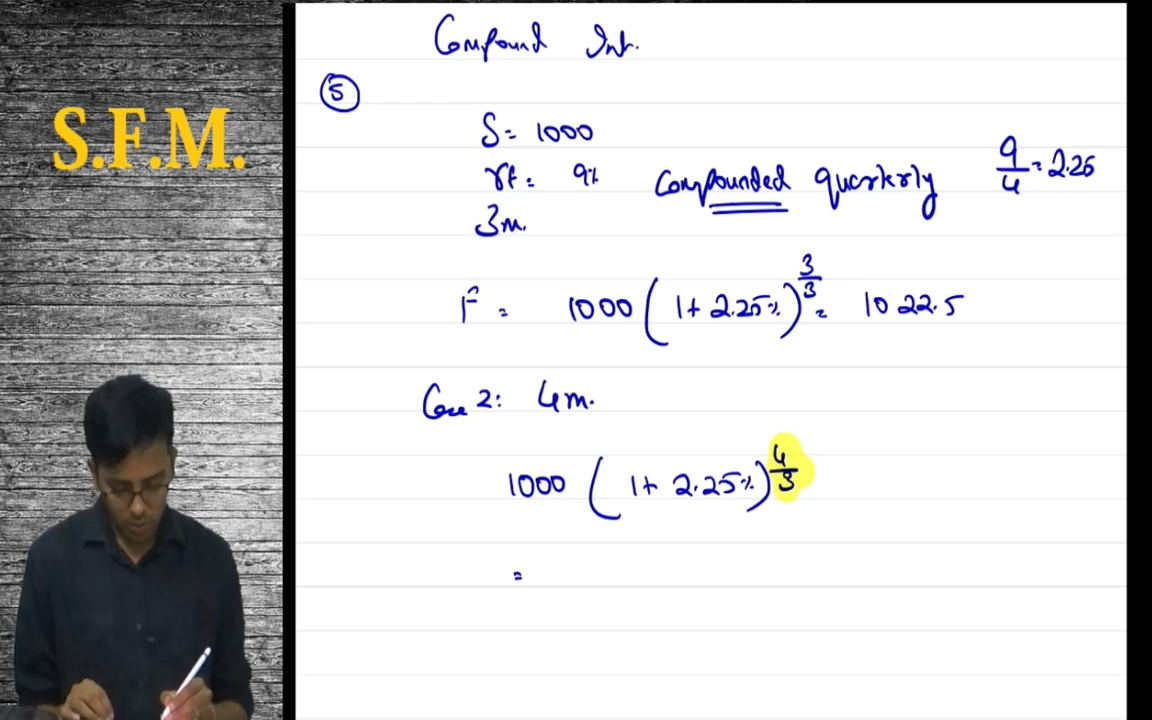 S.F.M.
Compound Int.
5
S = 1000
rf = 9% Compounded quarterly 9/4 = 2.25
3m.
F = 1000 (1 + 2.25%)^3/3 = 1022.5
Case 2: 4m.
1000 (1 + 2.25%)^4/3
=